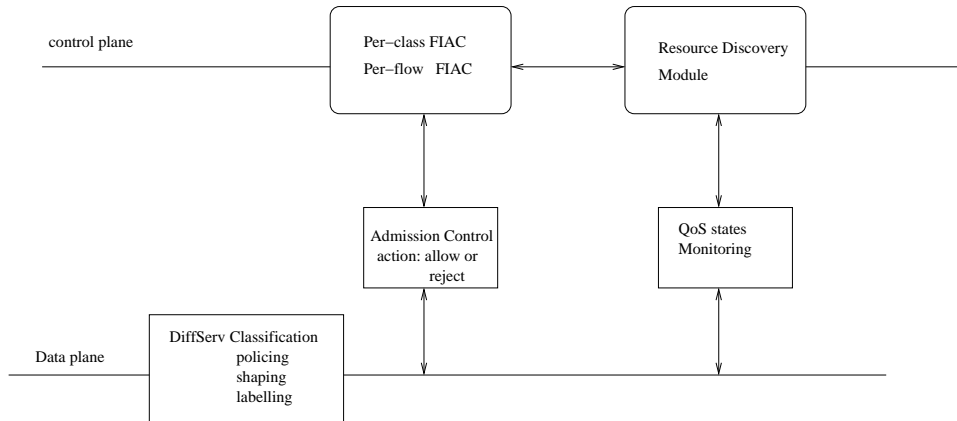 control plane
Per−class FIAC
Per−flow FIAC
Resource Discovery
Module
Admission Control
action: allow or
reject
QoS states
Monitoring
Data plane
DiffServ Classification
policing
shaping
labelling